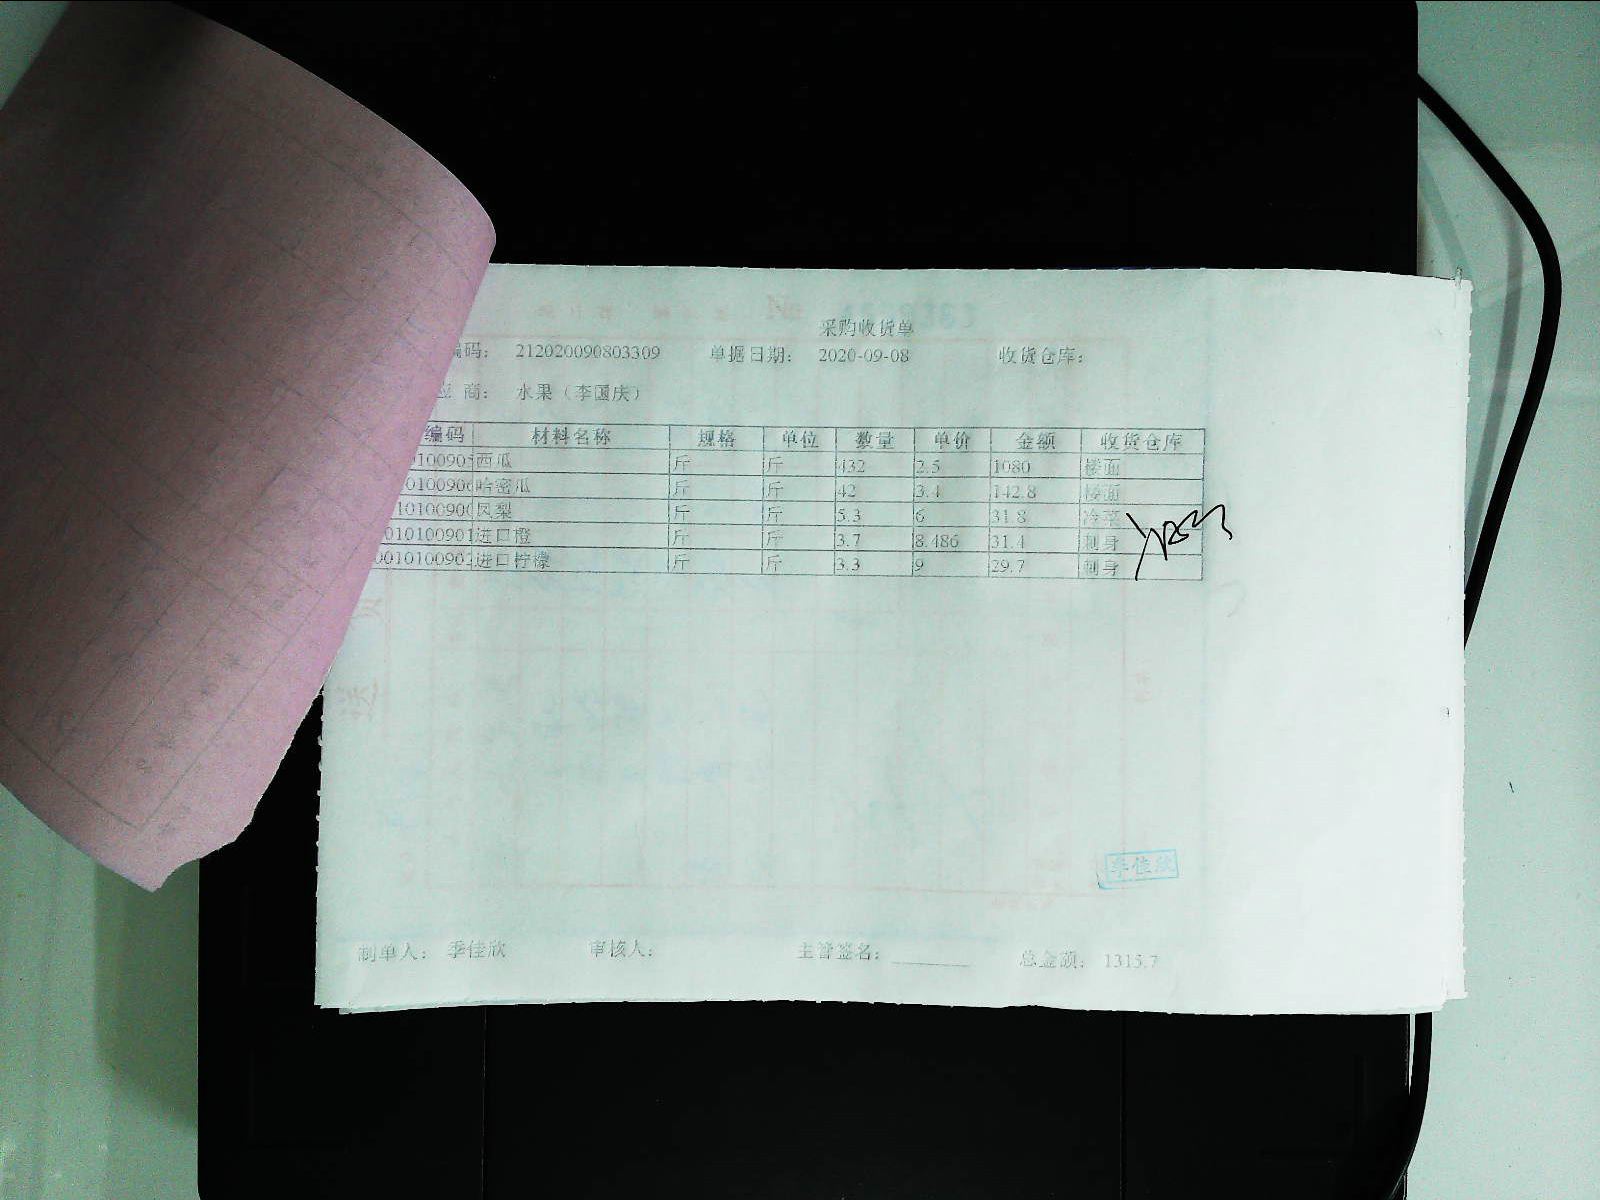 采购收货单
编码： 212020090803309 单据日期： 2020-09-08 收货仓库：
应 商： 水果（李国庆）
编码 材料名称 规格 单位 数量 单价 金额 收货仓库
西瓜 斤 斤 432 2.5 1080 楼面
哈密瓜 斤 斤 42 3.4 142.8 楼面
凤梨 斤 斤 5.3 6 31.8 冷菜
进口橙 斤 斤 3.7 8.486 31.4 刺身
进口柠檬 斤 斤 3.3 9 29.7 刺身
季佳欣
制单人： 季佳欣 审核人： 主管签名： 总金额： 1315.7